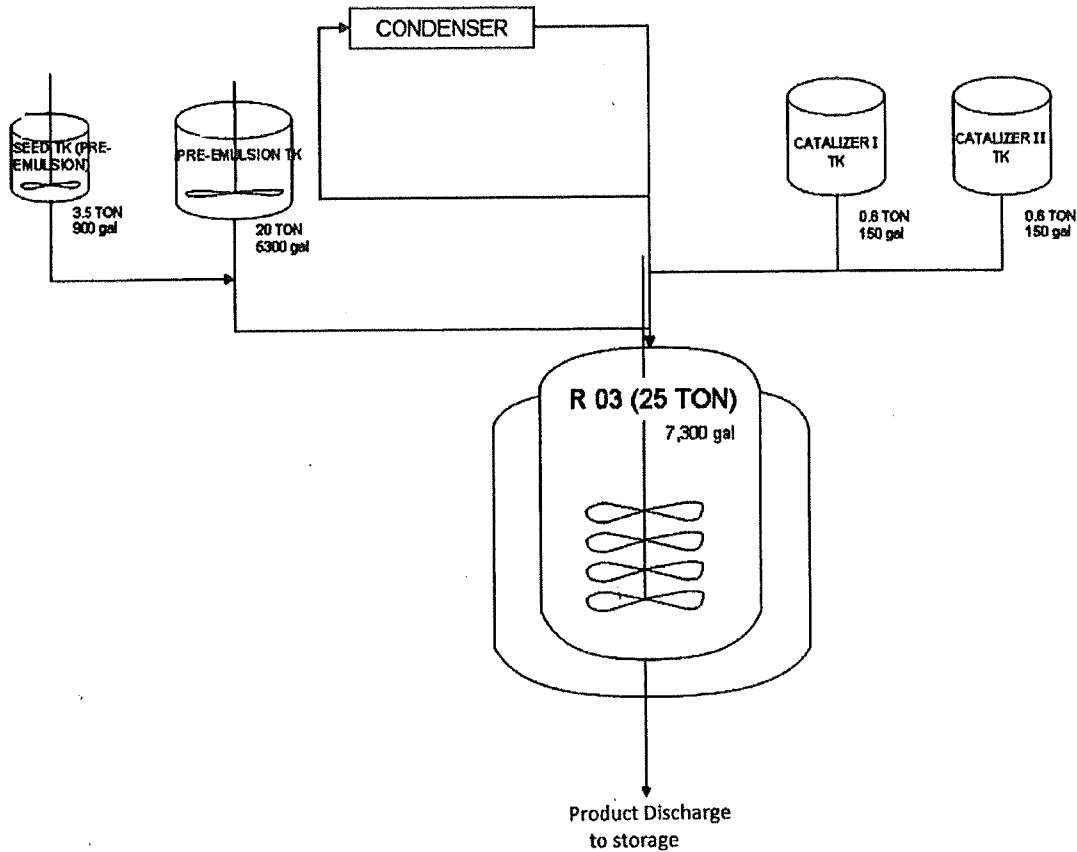 CONDENSER
SEED TK (PRE-
EMULSION)
3.5 TON
900 gal
PRE-EMULSION TK
20 TON
5300 gal
CATALIZER I
TK
0.6 TON
150 gal
CATALIZER II
TK
0.6 TON
150 gal
R 03 (25 TON)
7,300 gal
Product Discharge
to storage